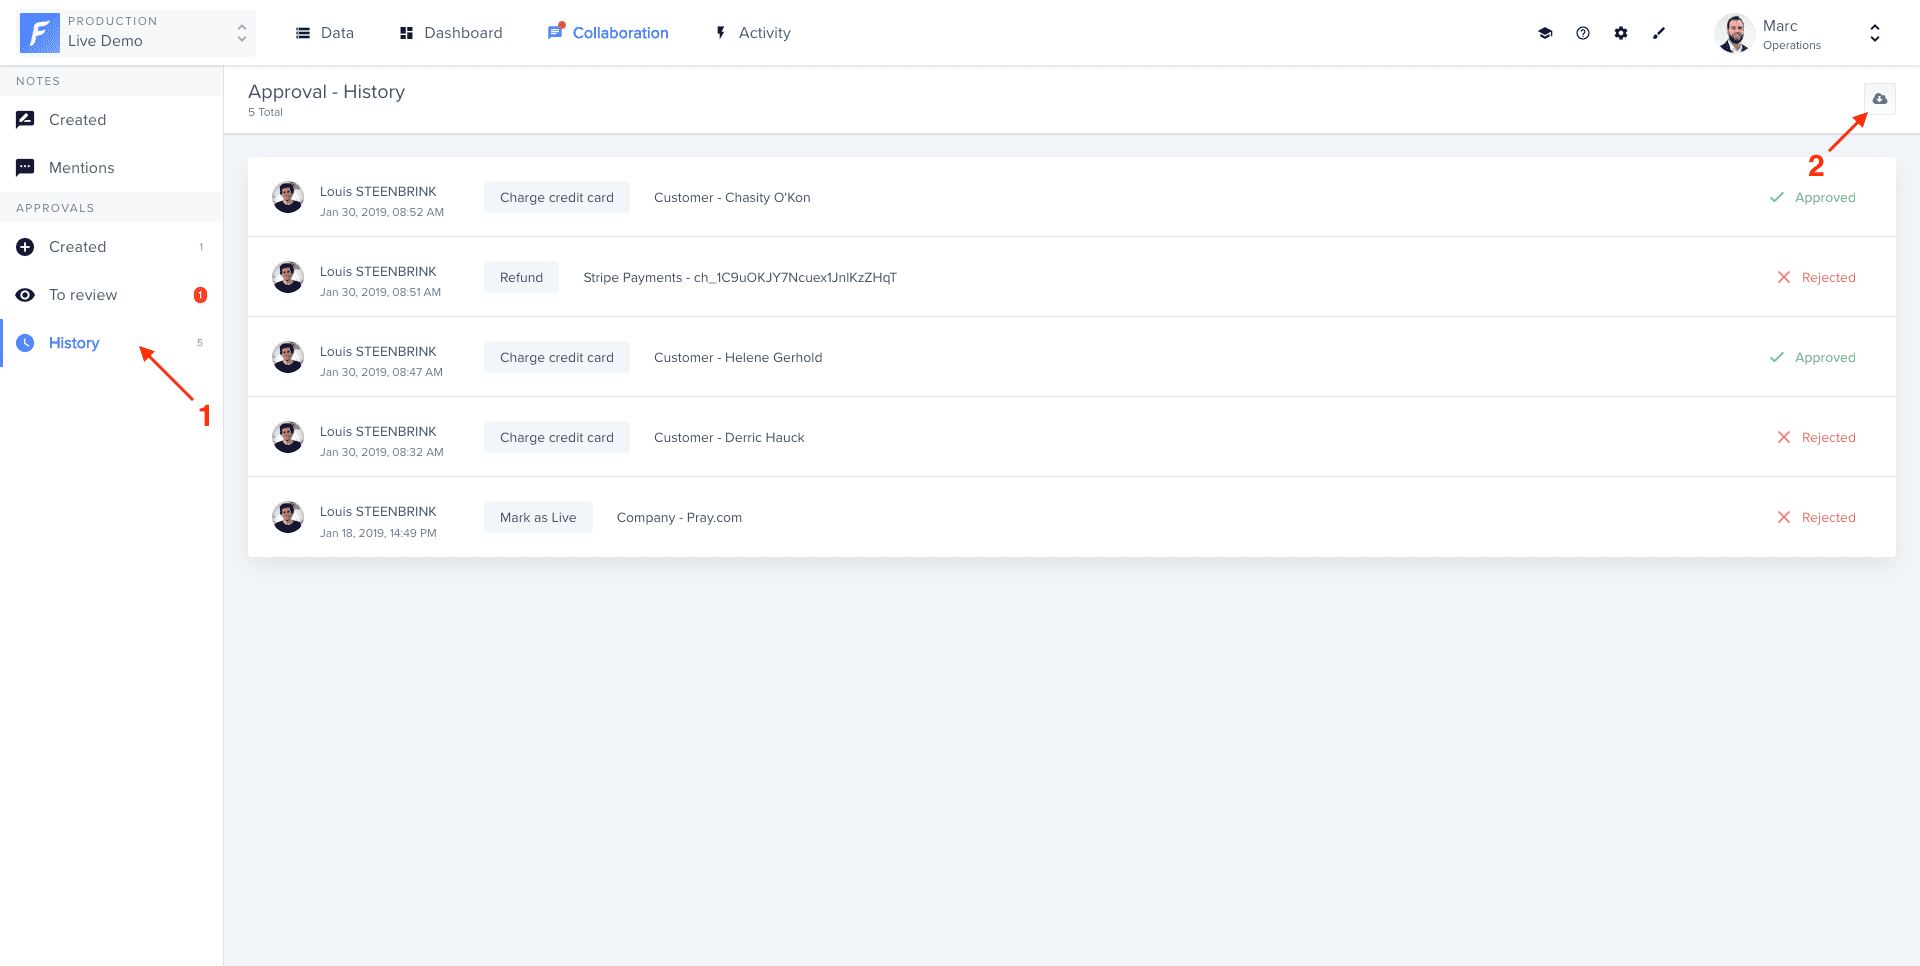 PRODUCTION
Live Demo
Data
Dashboard
Collaboration
Activity
Marc
Operations
NOTES
Created
Mentions
APPROVALS
Created 1
To review 1
History 5
1
Approval - History
5 Total
2
Louis STEENBRINK
Jan 30, 2019, 08:52 AM
Charge credit card
Customer - Chasity O'Kon
Approved
Louis STEENBRINK
Jan 30, 2019, 08:51 AM
Refund
Stripe Payments - ch_1C9uOKJY7Ncuex1JnlKzZHqT
Rejected
Louis STEENBRINK
Jan 30, 2019, 08:47 AM
Charge credit card
Customer - Helene Gerhold
Approved
Louis STEENBRINK
Jan 30, 2019, 08:32 AM
Charge credit card
Customer - Derric Hauck
Rejected
Louis STEENBRINK
Jan 18, 2019, 14:49 PM
Mark as Live
Company - Pray.com
Rejected